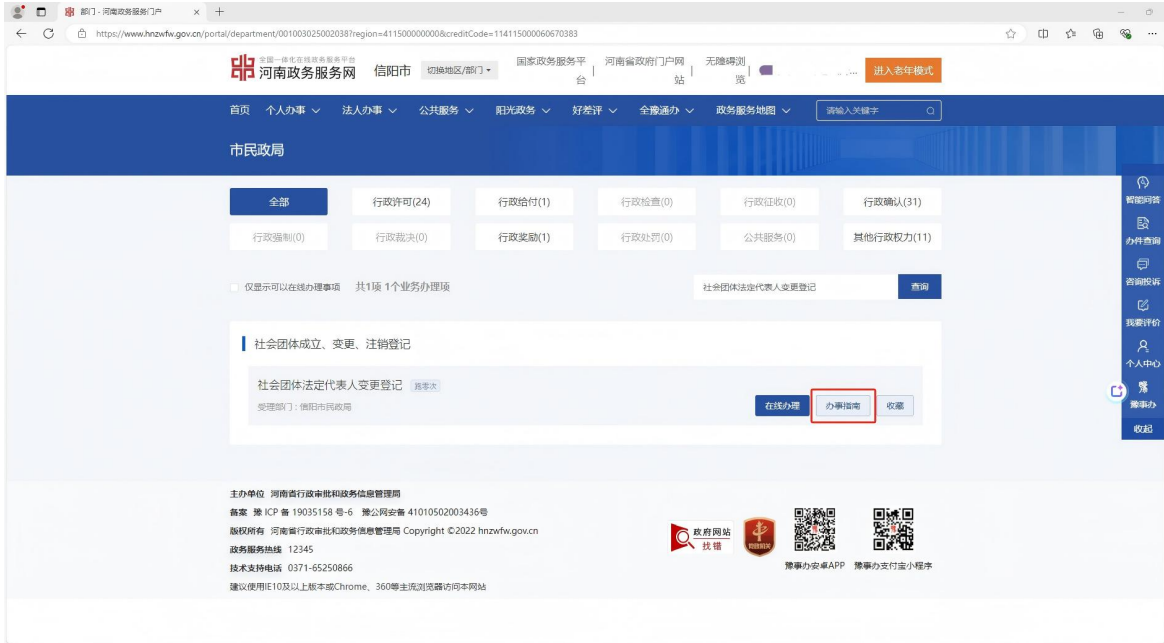 部门 - 河南政务服务门户
https://www.hnzwfw.gov.cn/portal/department/001003025002038?region=411500000000&creditCode=114115000060670383
全国一体化在线政务服务平台
河南政务服务网
信阳市
切换地区/部门
国家政务服务平台
河南省政府门户网站
无障碍浏览
进入老年模式
首页 个人办事 法人办事 公共服务 阳光政务 好差评 全豫通办 政务服务地图 请输入关键字
市民政局
全部 行政许可(24) 行政给付(1) 行政检查(0) 行政征收(0) 行政确认(31)
行政强制(0) 行政裁决(0) 行政奖励(1) 行政处罚(0) 公共服务(0) 其他行政权力(11)
仅显示可以在线办理事项 共1项 1个业务办理项 社会团体法定代表人变更登记 查询
社会团体成立、变更、注销登记
社会团体法定代表人变更登记 跑零次
受理部门：信阳市民政局
在线办理 办事指南 收藏
智能问答
办件查询
咨询投诉
我要评价
个人中心
豫事办
收起
主办单位 河南省行政审批和政务信息管理局
备案 豫 ICP 备 19035158 号-6 豫公网安备 41010502003436号
版权所有 河南省行政审批和政务信息管理局 Copyright ©2022 hnzwfw.gov.cn
政务服务热线 12345
技术支持电话 0371-65250866
建议使用IE10及以上版本或Chrome、360等主流浏览器访问本网站
政府网站
找错
党政机关
豫事办安卓APP 豫事办支付宝小程序